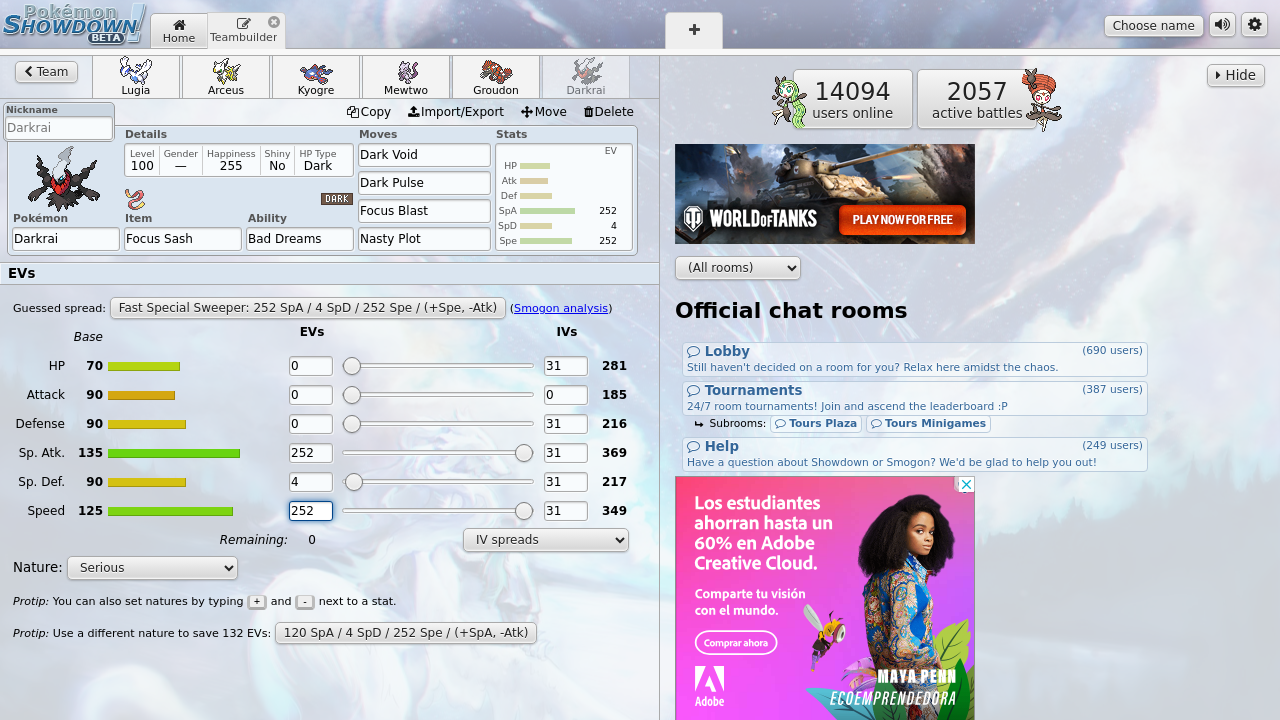 Pokémon
SHOWDOWN!
BETA
Home
Teambuilder
+
Choose name
Team
Lugia
Arceus
Kyogre
Mewtwo
Groudon
Darkrai
Hide
Nickname
Darkrai
Copy
Import/Export
Move
Delete
Details
Level
100
Gender
—
Happiness
255
Shiny
No
HP Type
Dark
DARK
Pokémon
Darkrai
Item
Focus Sash
Ability
Bad Dreams
Moves
Dark Void
Dark Pulse
Focus Blast
Nasty Plot
Stats
EV
HP
Atk
Def
SpA 252
SpD 4
Spe 252
EVs
Guessed spread: Fast Special Sweeper: 252 SpA / 4 SpD / 252 Spe / (+Spe, -Atk) (Smogon analysis)
Base EVs IVs
HP 70 0 31 281
Attack 90 0 0 185
Defense 90 0 31 216
Sp. Atk. 135 252 31 369
Sp. Def. 90 4 31 217
Speed 125 252 31 349
Remaining: 0
IV spreads
Nature: Serious
Protip: You can also set natures by typing + and - next to a stat.
Protip: Use a different nature to save 132 EVs: 120 SpA / 4 SpD / 252 Spe / (+SpA, -Atk)
14094
users online
2057
active battles
WORLD OF TANKS
PLAY NOW FOR FREE
(All rooms)
Official chat rooms
Lobby (690 users)
Still haven't decided on a room for you? Relax here amidst the chaos.
Tournaments (387 users)
24/7 room tournaments! Join and ascend the leaderboard :P
Subrooms: Tours Plaza Tours Minigames
Help (249 users)
Have a question about Showdown or Smogon? We'd be glad to help you out!
Los estudiantes
ahorran hasta un
60% en Adobe
Creative Cloud.
Comparte tu visión
con el mundo.
Comprar ahora
Adobe
MAYA PENN
ECOEMPRENDEDORA